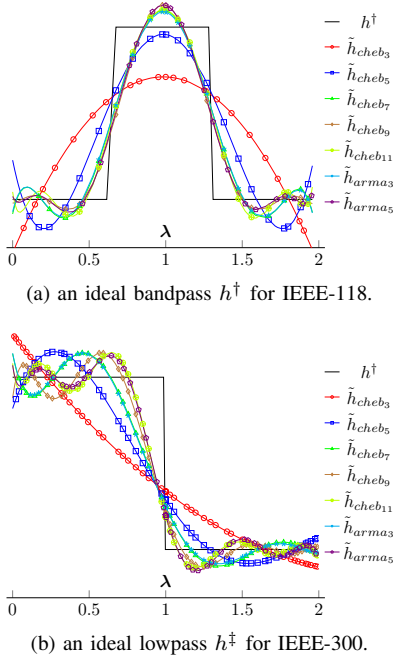 h†
h̃cheb3
h̃cheb5
h̃cheb7
h̃cheb9
h̃cheb11
h̃arma3
h̃arma5
λ
0 0.5 1 1.5 2
(a) an ideal bandpass h† for IEEE-118.
h†
h̃cheb3
h̃cheb5
h̃cheb7
h̃cheb9
h̃cheb11
h̃arma3
h̃arma5
λ
0 0.5 1 1.5 2
(b) an ideal lowpass h‡ for IEEE-300.